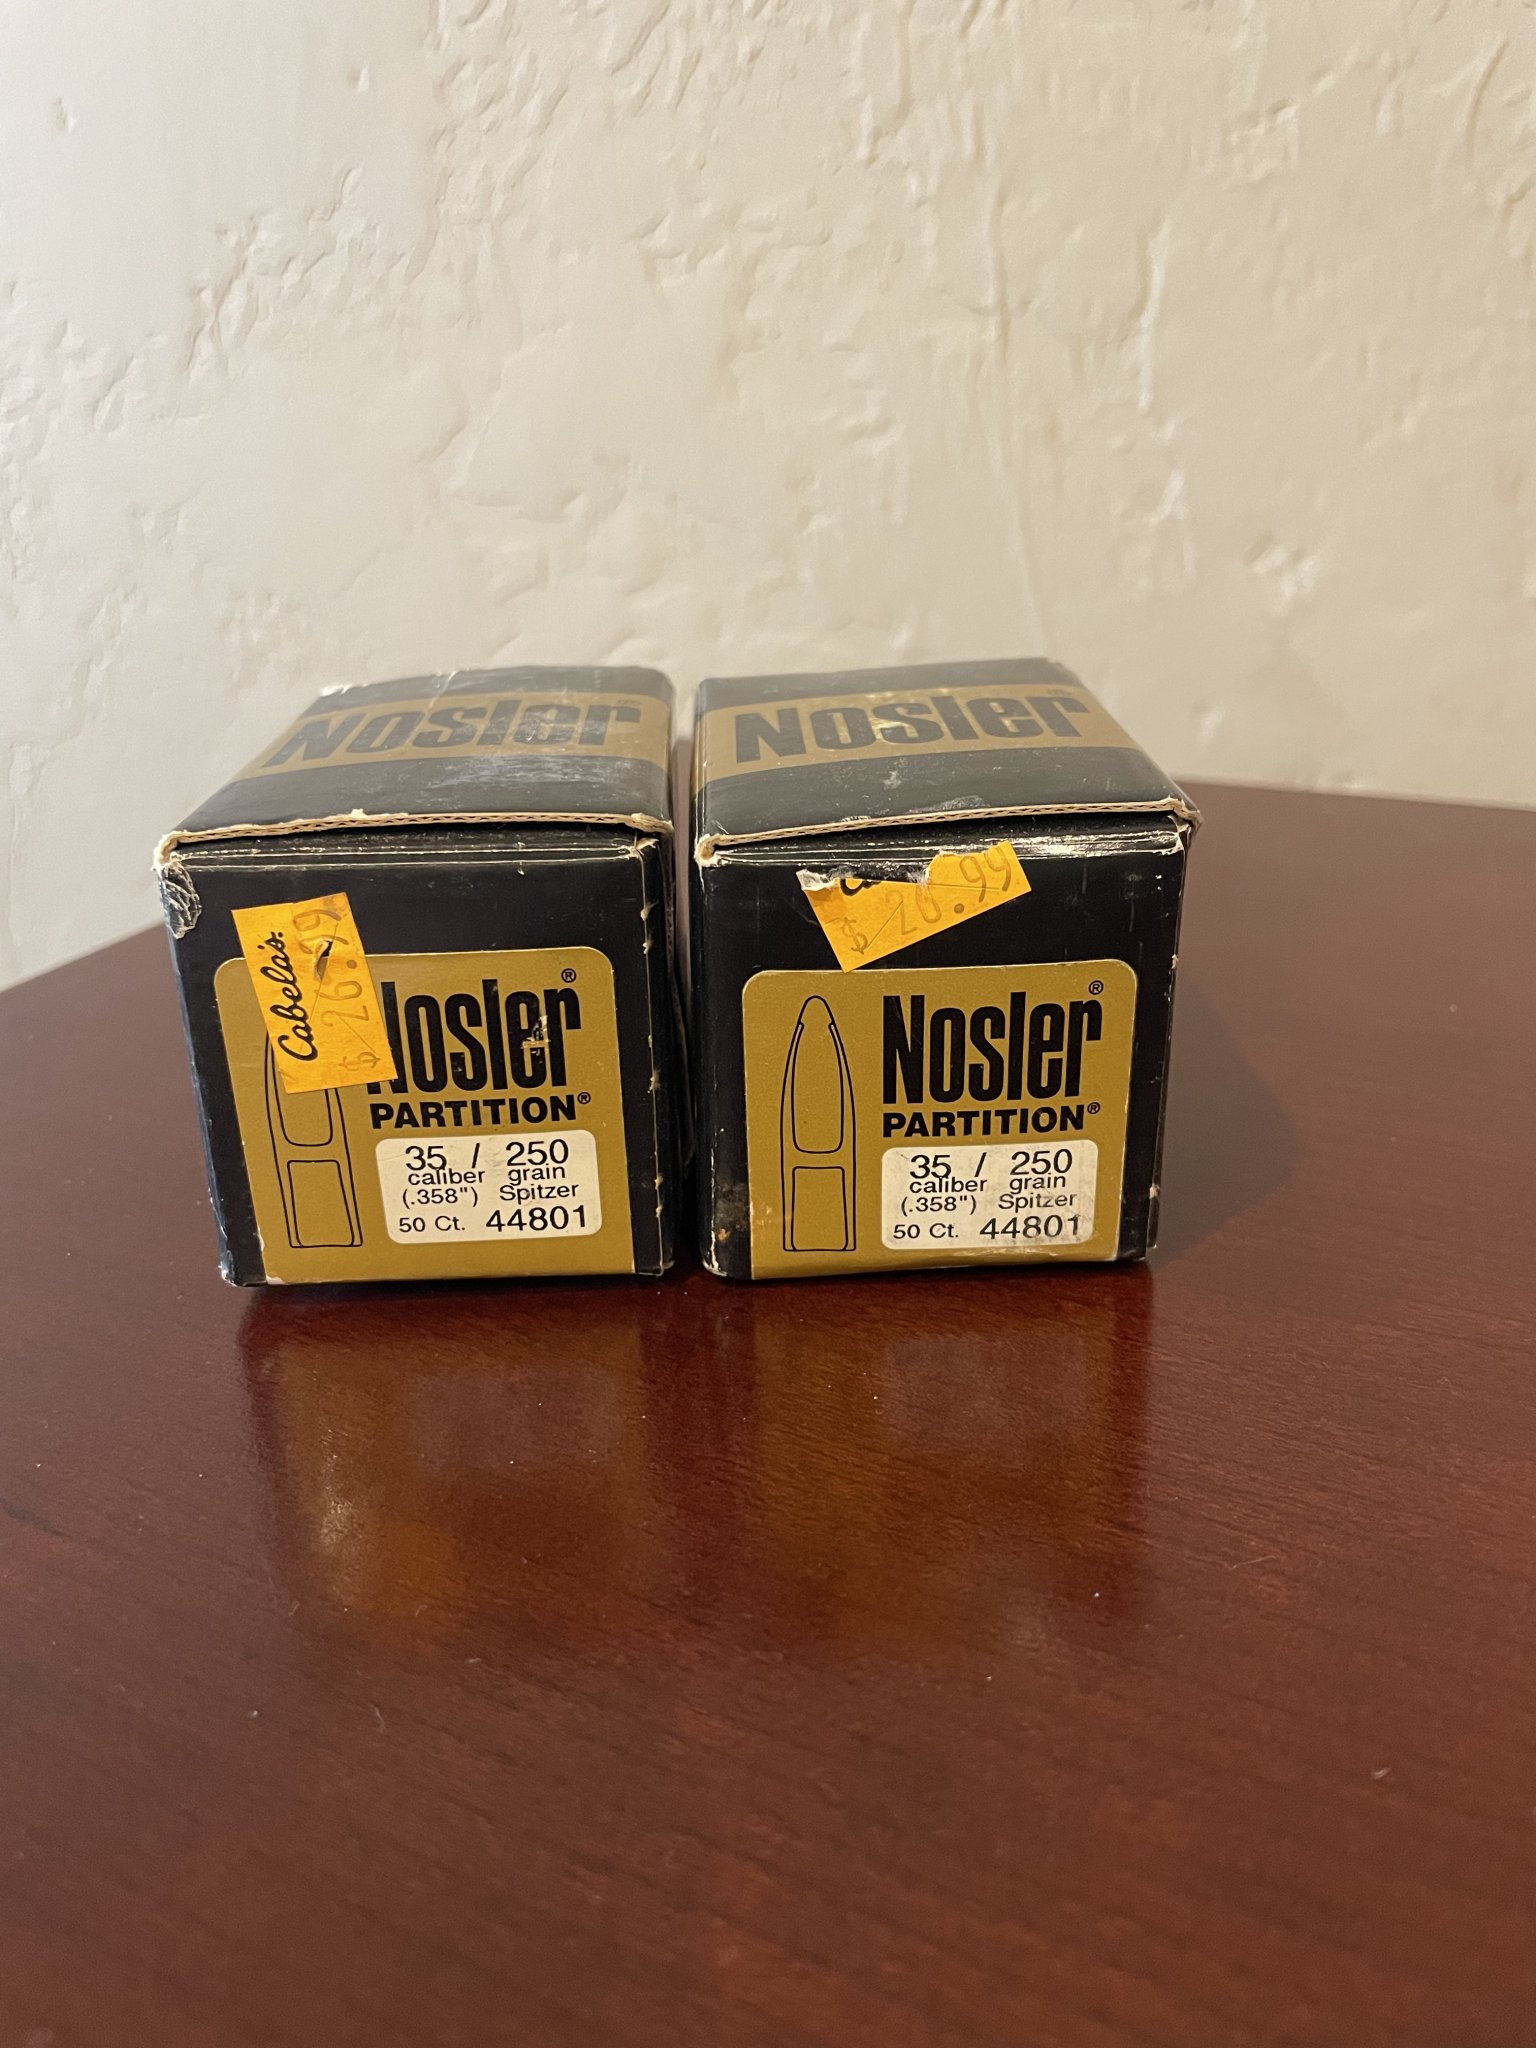 Nosler®
Cabela's.
$26.99
Nosler®
PARTITION®
35 / 250
caliber grain
(.358") Spitzer
50 Ct. 44801
Nosler®
$26.99
Nosler®
PARTITION®
35 / 250
caliber grain
(.358") Spitzer
50 Ct. 44801